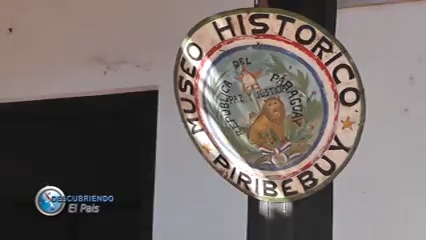 MUSEO HISTORICO
REPUBLICA DEL PARAGUAY
PAZ Y JUSTICIA
PIRIBEBUY
DESCUBRIENDO
El País